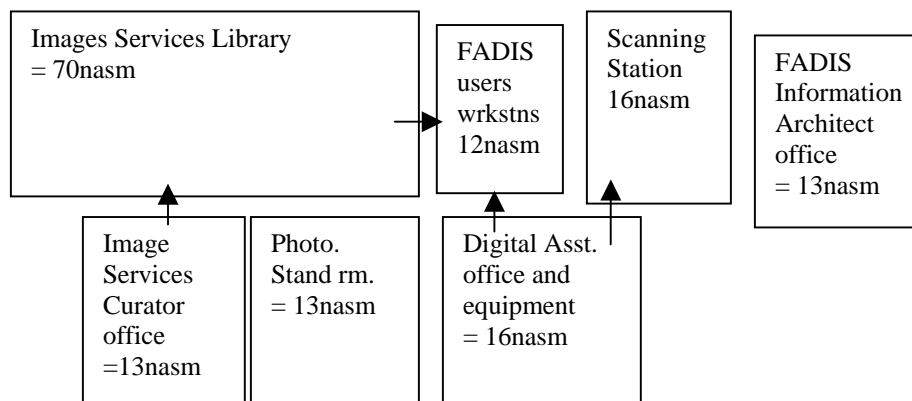 Images Services Library
= 70nasm
FADIS
users
wrkstns
12nasm
Scanning
Station
16nasm
FADIS
Information
Architect
office
= 13nasm
Image
Services
Curator
office
=13nasm
Photo.
Stand rm.
= 13nasm
Digital Asst.
office and
equipment
= 16nasm